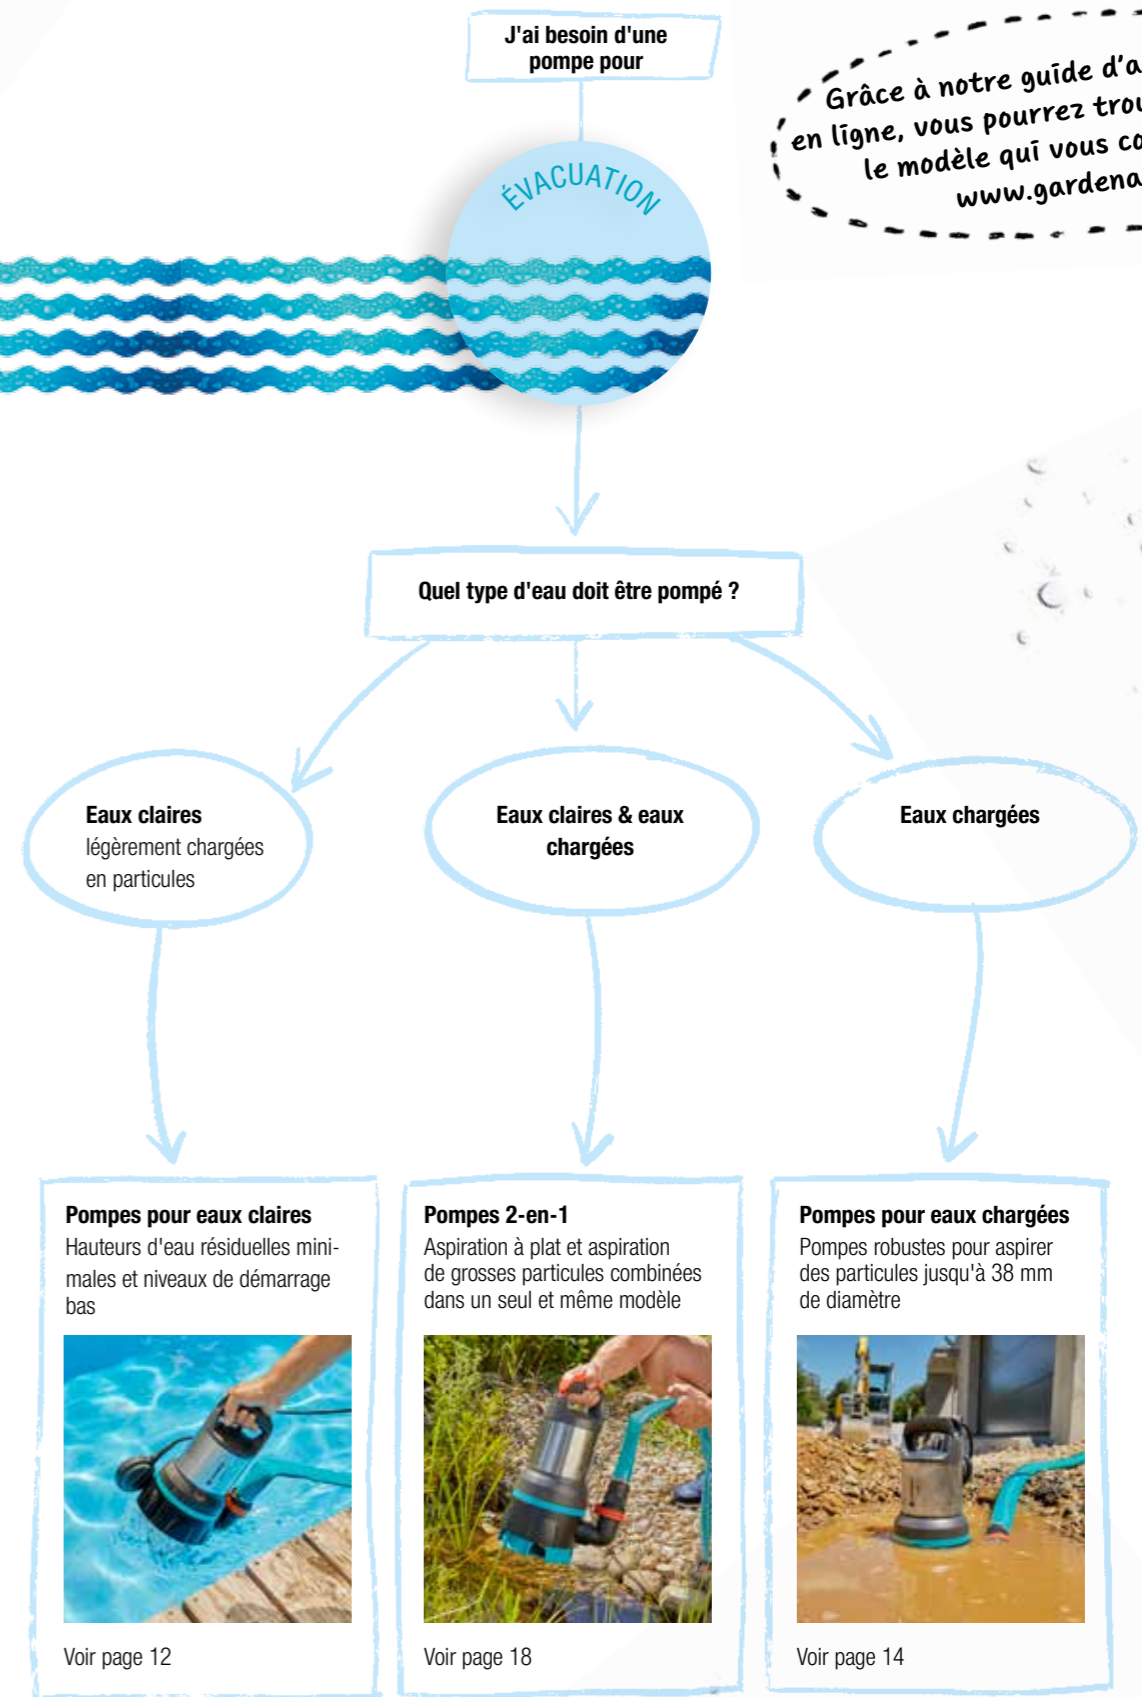 J'ai besoin d'une
pompe pour
Grâce à notre guide d'a
en ligne, vous pourrez trou
le modèle qui vous co
www.gardena
ÉVACUATION
Quel type d'eau doit être pompé ?
Eaux claires
légèrement chargées
en particules
Eaux claires & eaux
chargées
Eaux chargées
Pompes pour eaux claires
Hauteurs d'eau résiduelles mini-
males et niveaux de démarrage
bas
Voir page 12
Pompes 2-en-1
Aspiration à plat et aspiration
de grosses particules combinées
dans un seul et même modèle
Voir page 18
Pompes pour eaux chargées
Pompes robustes pour aspirer
des particules jusqu'à 38 mm
de diamètre
Voir page 14